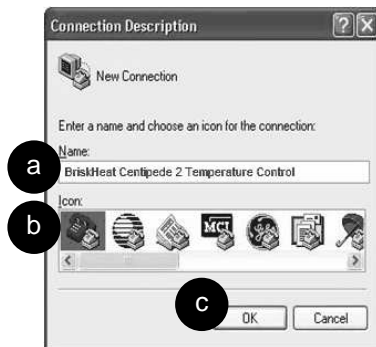 Connection Description
New Connection
Enter a name and choose an icon for the connection:
a
Name:
BriskHeat Centipede 2 Temperature Control
b
Icon:
MCI
c
OK
Cancel